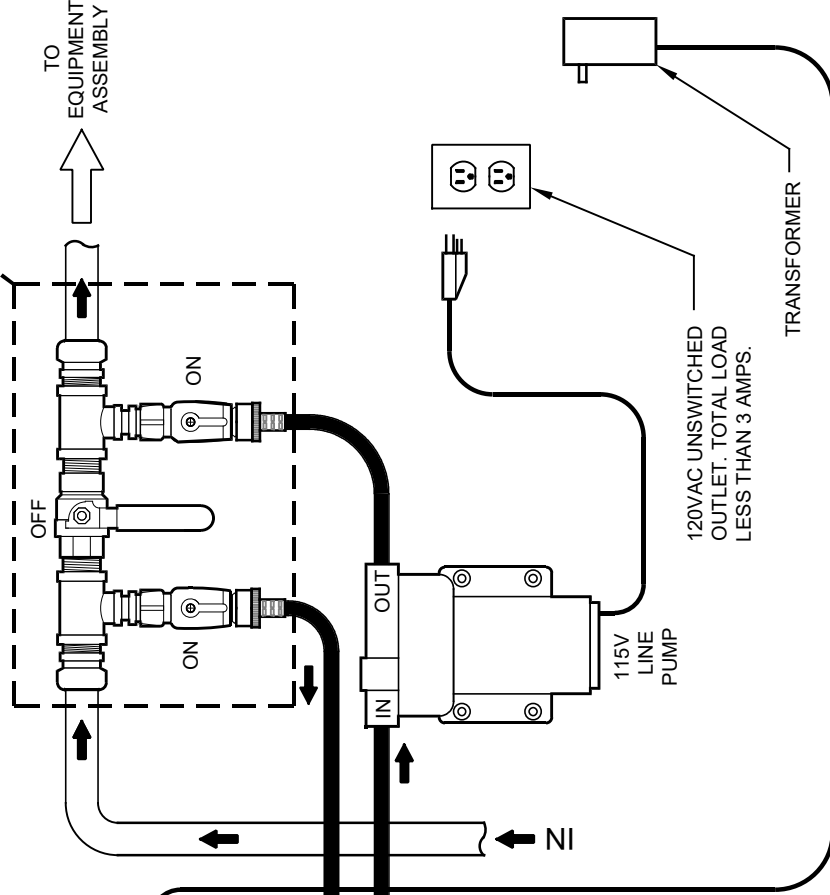 TO
EQUIPMENT
ASSEMBLY
ON
OFF
ON
OUT
IN
115V
LINE
PUMP
120VAC UNSWITCHED
OUTLET. TOTAL LOAD
LESS THAN 3 AMPS.
TRANSFORMER
IN